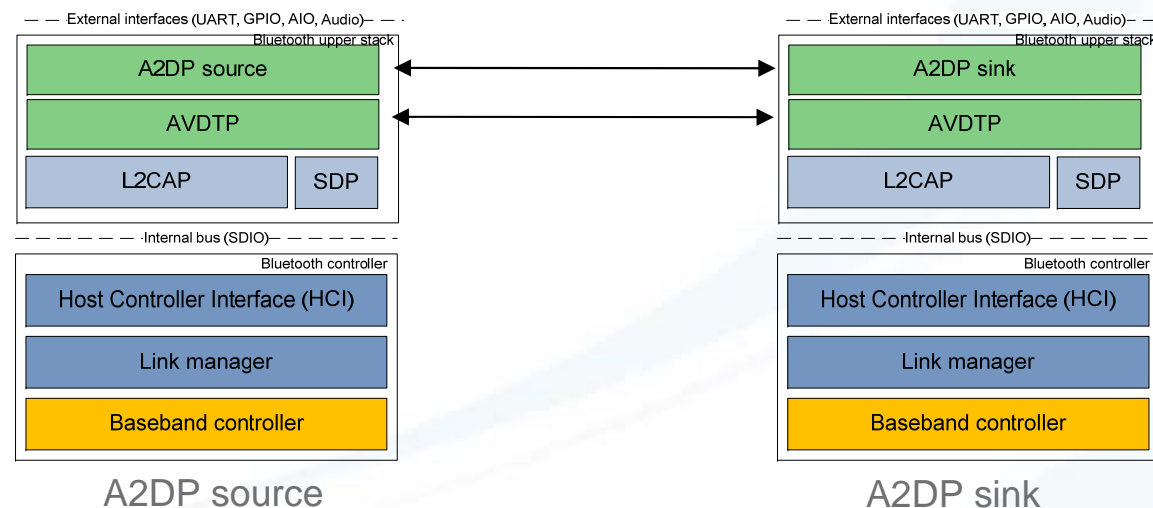 External interfaces (UART, GPIO, AIO, Audio)
Bluetooth upper stack
A2DP source
AVDTP
L2CAP
SDP
Internal bus (SDIO)
Bluetooth controller
Host Controller Interface (HCI)
Link manager
Baseband controller
A2DP source
External interfaces (UART, GPIO, AIO, Audio)
Bluetooth upper stack
A2DP sink
AVDTP
L2CAP
SDP
Internal bus (SDIO)
Bluetooth controller
Host Controller Interface (HCI)
Link manager
Baseband controller
A2DP sink